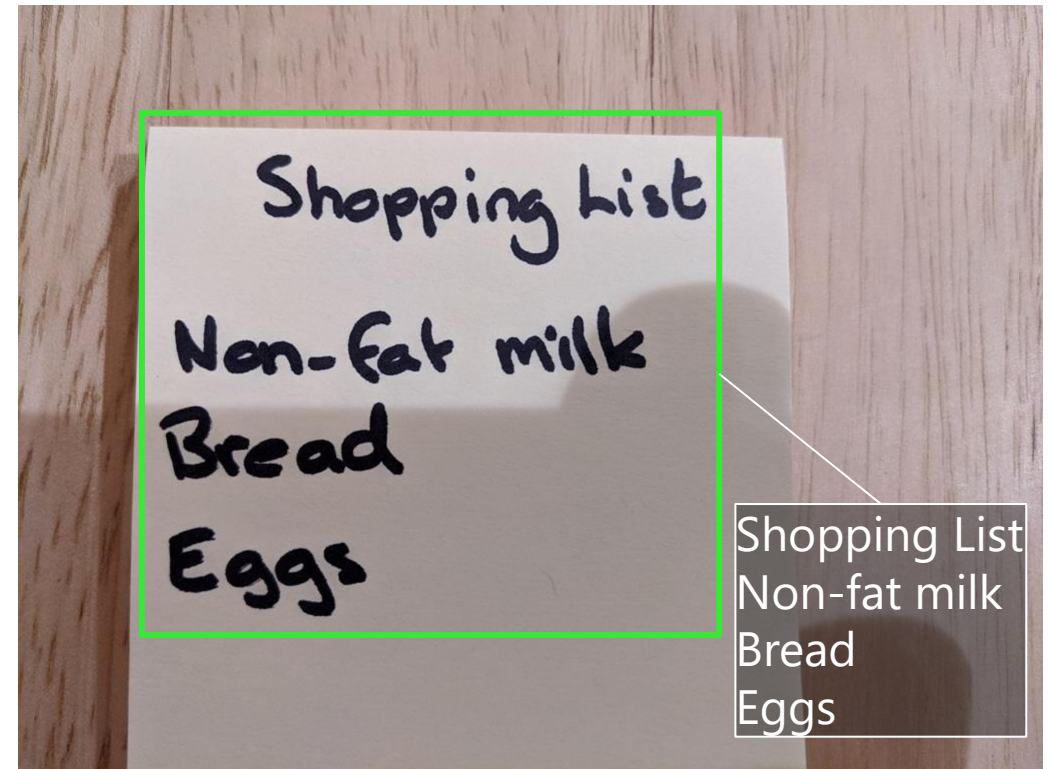 Shopping List
Non-fat milk
Bread
Eggs
Shopping List
Non-fat milk
Bread
Eggs